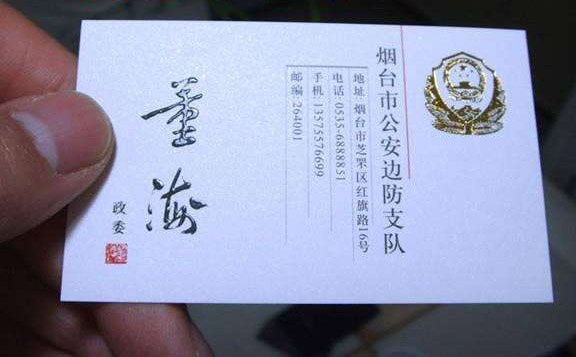 烟台市公安边防支队
地址 烟台市芝罘区红旗路16号
电话 0535-6888851
手机 13575576699
邮编 264001
董海
政委